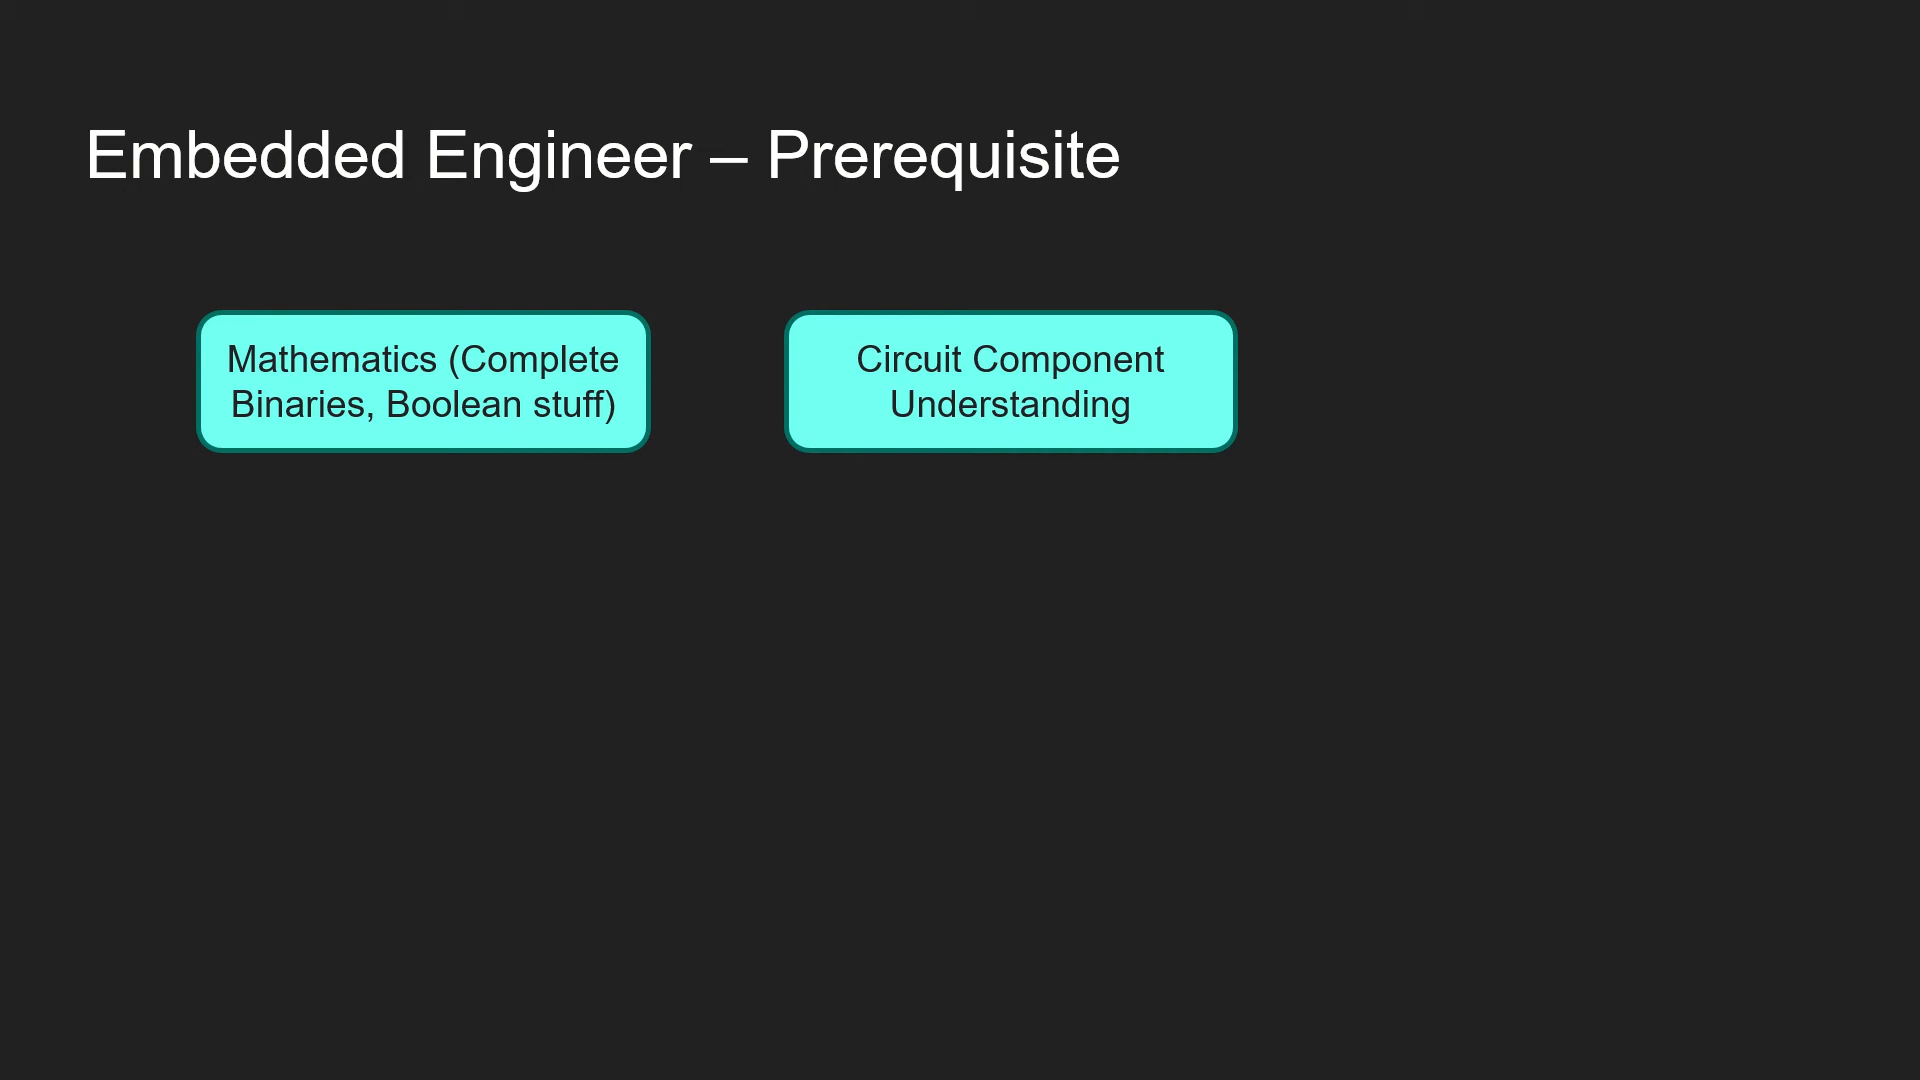 Embedded Engineer – Prerequisite
Mathematics (Complete
Binaries, Boolean stuff)
Circuit Component
Understanding